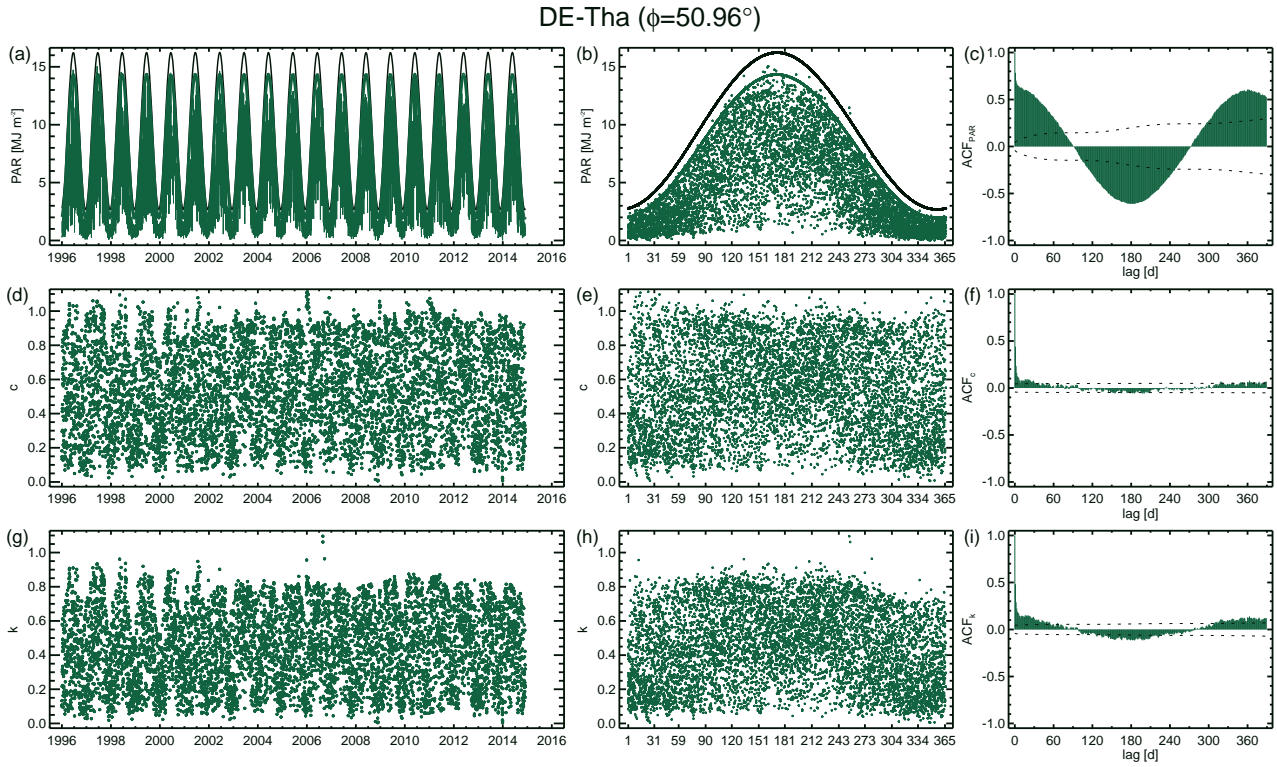 DE-Tha (ϕ=50.96°)
(a)
PAR [MJ m⁻²]
15
10
5
0
1996 1998 2000 2002 2004 2006 2008 2010 2012 2014 2016
(b)
PAR [MJ m⁻²]
15
10
5
0
1 31 59 90 120 151 181 212 243 273 304 334 365
(c)
ACF_PAR
1.0
0.5
0.0
-0.5
-1.0
0 60 120 180 240 300 360
lag [d]
(d)
c
1.0
0.8
0.6
0.4
0.2
0.0
1996 1998 2000 2002 2004 2006 2008 2010 2012 2014 2016
(e)
c
1.0
0.8
0.6
0.4
0.2
0.0
1 31 59 90 120 151 181 212 243 273 304 334 365
(f)
ACF_c
1.0
0.5
0.0
-0.5
-1.0
0 60 120 180 240 300 360
lag [d]
(g)
k
1.0
0.8
0.6
0.4
0.2
0.0
1996 1998 2000 2002 2004 2006 2008 2010 2012 2014 2016
(h)
k
1.0
0.8
0.6
0.4
0.2
0.0
1 31 59 90 120 151 181 212 243 273 304 334 365
(i)
ACF_k
1.0
0.5
0.0
-0.5
-1.0
0 60 120 180 240 300 360
lag [d]